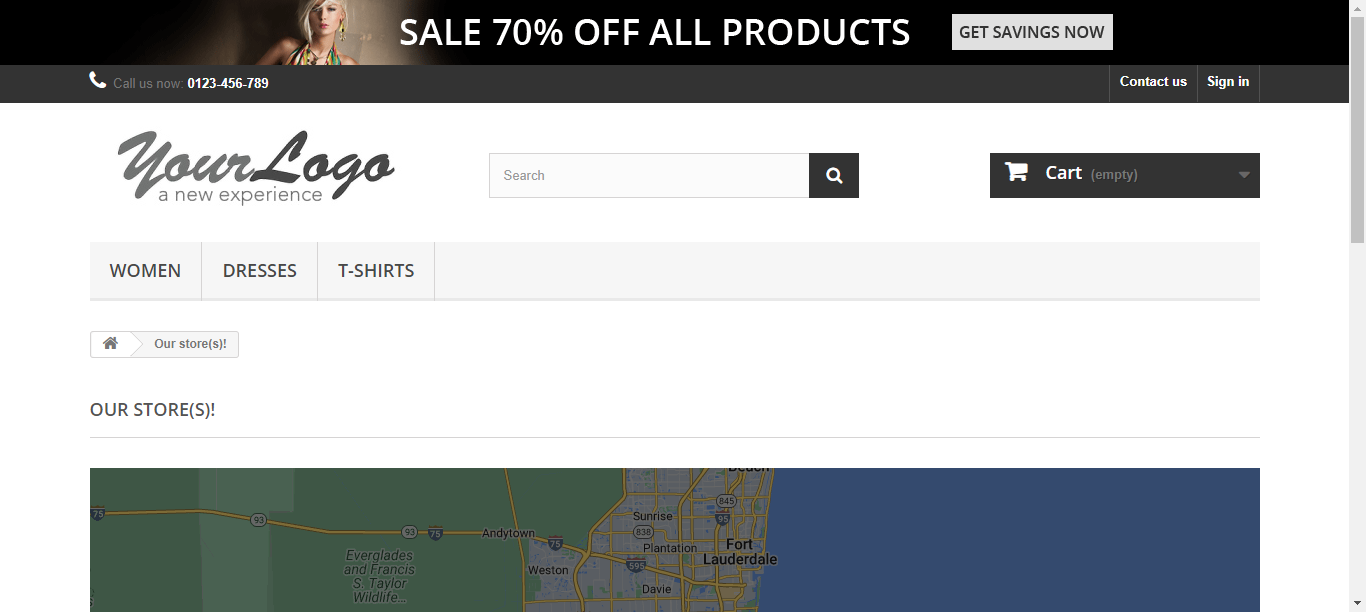 SALE 70% OFF ALL PRODUCTS
GET SAVINGS NOW
Call us now: 0123-456-789
Contact us
Sign in
YourLogo
a new experience
Search
Cart (empty)
WOMEN
DRESSES
T-SHIRTS
Our store(s)!
OUR STORE(S)!
Beach
845
75
93
Sunrise
95
93
75
Andytown
838
75
Plantation
Fort
Lauderdale
Everglades
and Francis
S. Taylor
Wildlife...
Weston
595
Davie